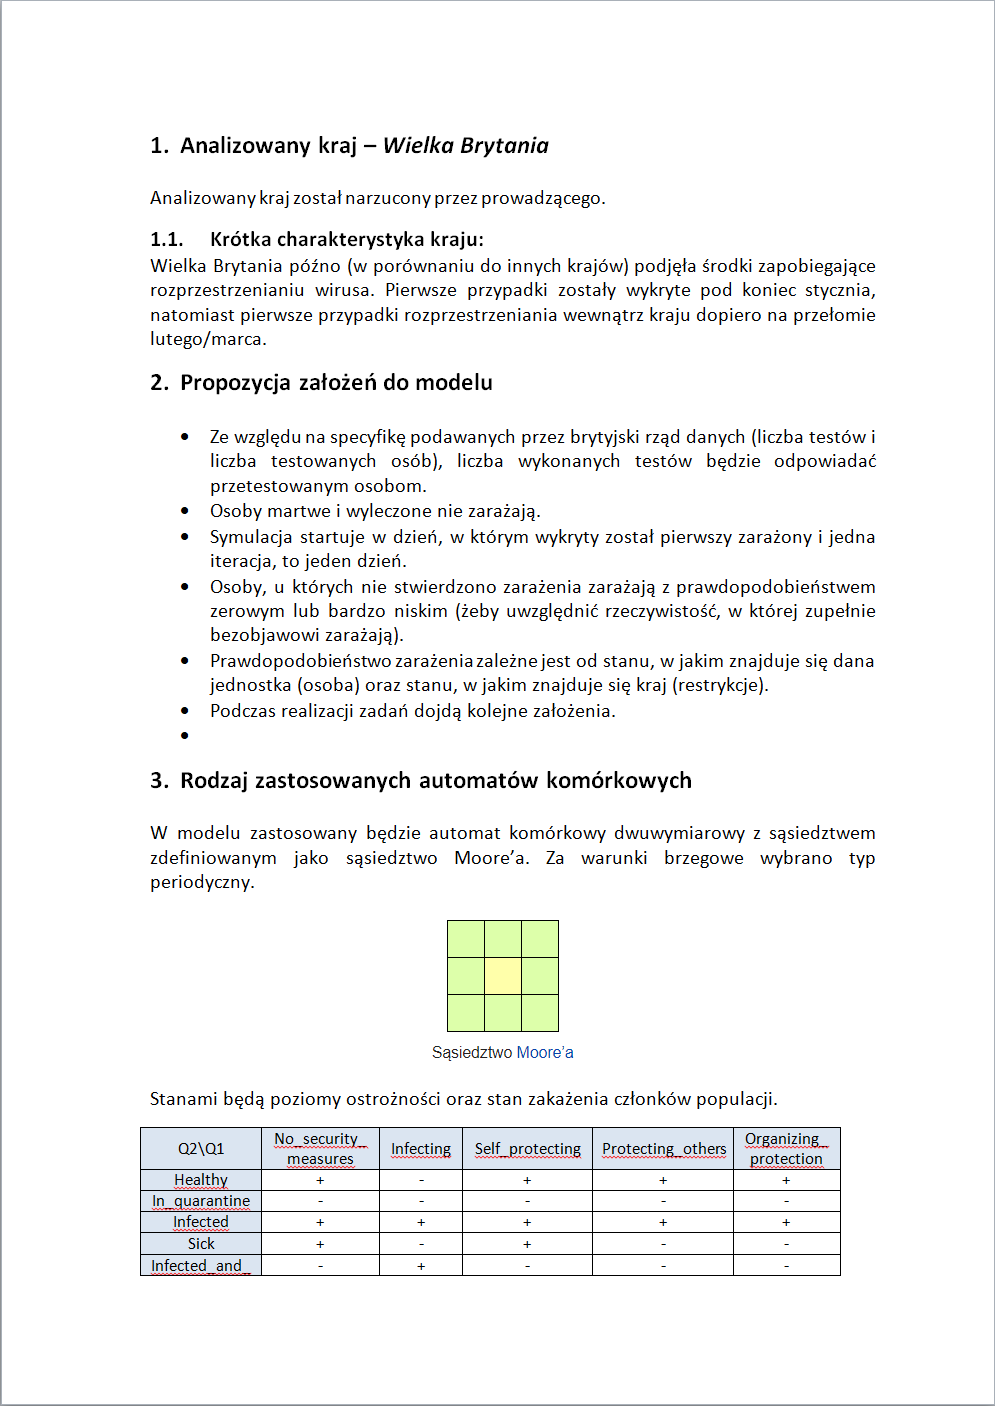 1. Analizowany kraj – Wielka Brytania
Analizowany kraj został narzucony przez prowadzącego.
1.1. Krótka charakterystyka kraju:
Wielka Brytania późno (w porównaniu do innych krajów) podjęła środki zapobiegające
rozprzestrzenianiu wirusa. Pierwsze przypadki zostały wykryte pod koniec stycznia,
natomiast pierwsze przypadki rozprzestrzeniania wewnątrz kraju dopiero na przełomie
lutego/marca.
2. Propozycja założeń do modelu
• Ze względu na specyfikę podawanych przez brytyjski rząd danych (liczba testów i
liczba testowanych osób), liczba wykonanych testów będzie odpowiadać
przetestowanym osobom.
• Osoby martwe i wyleczone nie zarażają.
• Symulacja startuje w dzień, w którym wykryty został pierwszy zarażony i jedna
iteracja, to jeden dzień.
• Osoby, u których nie stwierdzono zarażenia zarażają z prawdopodobieństwem
zerowym lub bardzo niskim (żeby uwzględnić rzeczywistość, w której zupełnie
bezobjawowi zarażają).
• Prawdopodobieństwo zarażenia zależne jest od stanu, w jakim znajduje się dana
jednostka (osoba) oraz stanu, w jakim znajduje się kraj (restrykcje).
• Podczas realizacji zadań dojdą kolejne założenia.
•
3. Rodzaj zastosowanych automatów komórkowych
W modelu zastosowany będzie automat komórkowy dwuwymiarowy z sąsiedztwem
zdefiniowanym jako sąsiedztwo Moore’a. Za warunki brzegowe wybrano typ
periodyczny.
Sąsiedztwo Moore’a
Stanami będą poziomy ostrożności oraz stan zakażenia członków populacji.
Q2\Q1 No_security_ measures Infecting Self_protecting Protecting_others Organizing_ protection
Healthy + - + + +
In_quarantine - - - - -
Infected + + + + +
Sick + - + - -
Infected_and_ - + - - -